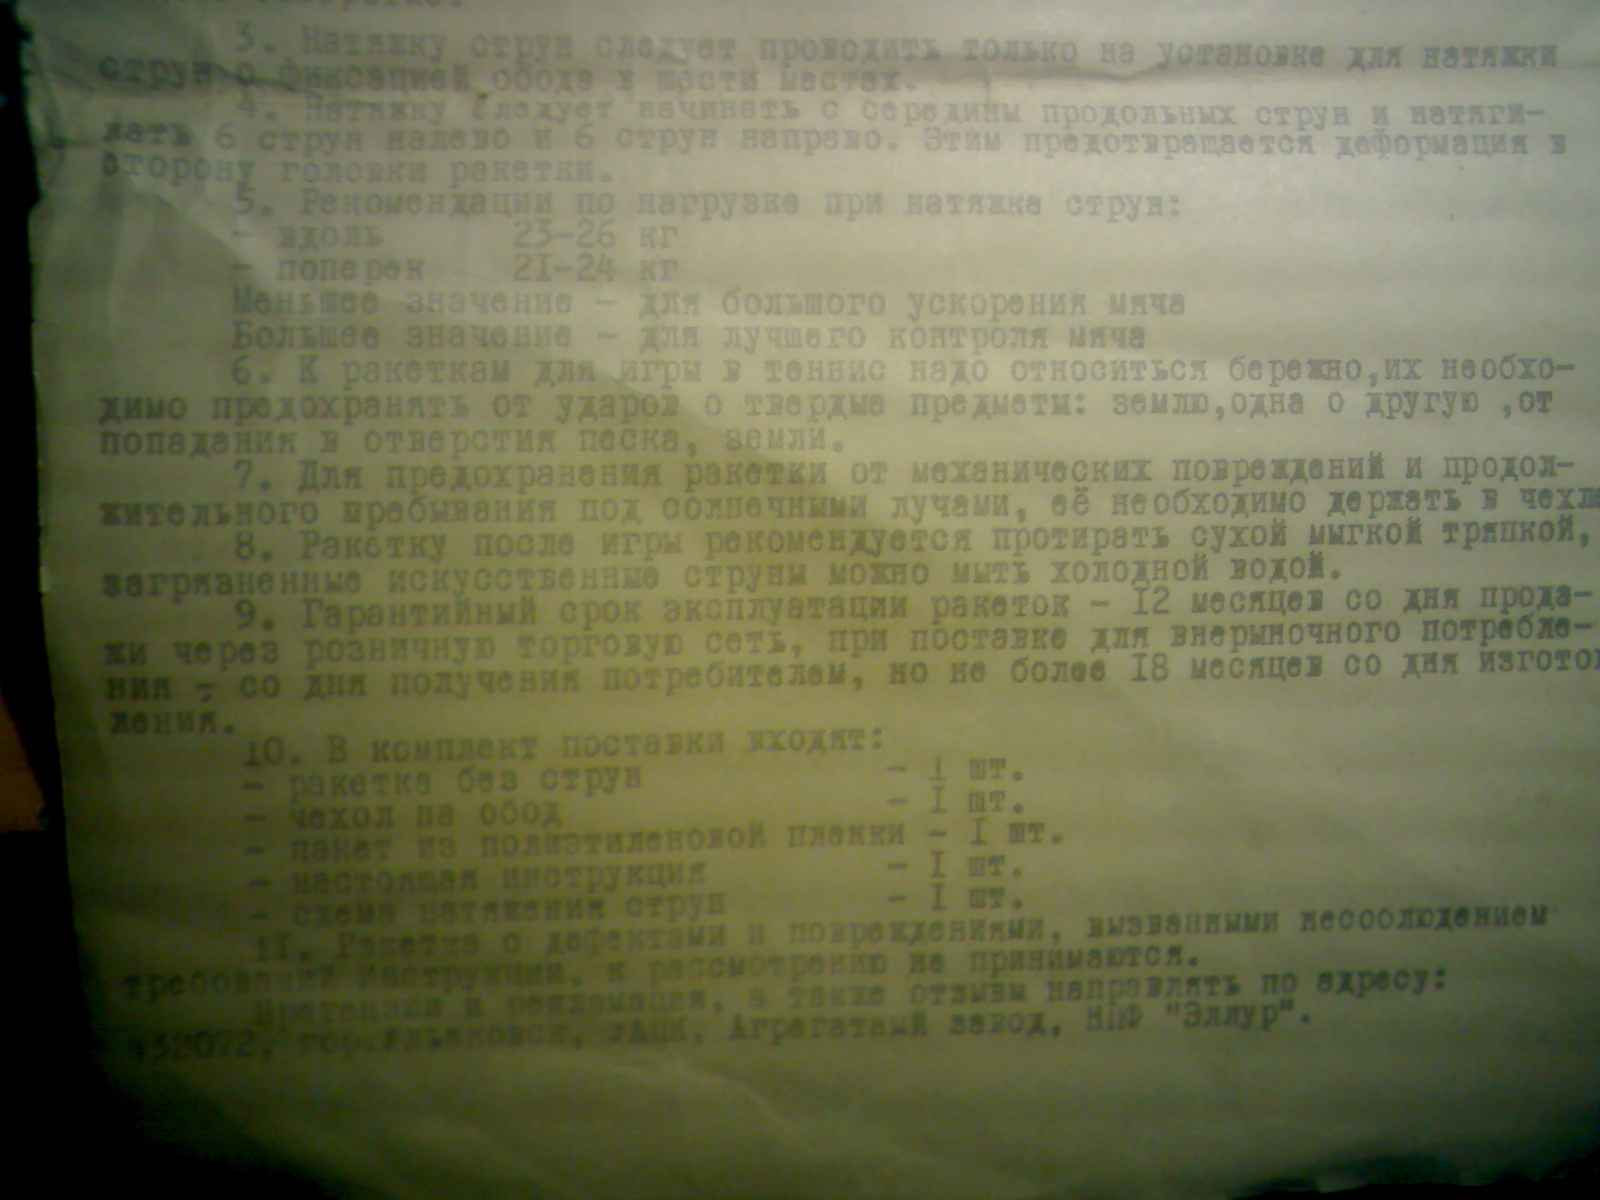 3. Натяжку струн следует проводить только на установке для натяжки
струн с фиксацией обода в шести местах.
4. Натяжку следует начинать с середины продольных струн и натяги-
вать 6 струн налево и 6 струн направо. Этим предотвращается деформация в
сторону головки ракетки.
5. Рекомендации по нагрузке при натяжке струн:
- вдоль 23-26 кг
- поперек 21-24 кг
Меньшее значение - для большого ускорения мяча
Большее значение - для лучшего контроля мяча
6. К ракеткам для игры в теннис надо относиться бережно,их необхо-
димо предохранять от ударов о твердые предметы: землю,одна о другую ,от
попадания в отверстия песка, земли.
7. Для предохранения ракетки от механических повреждений и продол-
жительного пребывания под солнечными лучами, её необходимо держать в чехле
8. Ракетку после игры рекомендуется протирать сухой мягкой тряпкой,
загрязненные искусственные струны можно мыть холодной водой.
9. Гарантийный срок эксплуатации ракеток - 12 месяцев со дня прода-
жи через розничную торговую сеть, при поставке для внерыночного потребле-
ния - со дня получения потребителем, но не более 18 месяцев со дня изготов
ления.
10. В комплект поставки входят:
- ракетка без струн - 1 шт.
- чехол на обод - 1 шт.
- пакет из полиэтиленовой пленки - 1 шт.
- настоящая инструкция - 1 шт.
- схема натяжения струн - 1 шт.
11. Ракетка с дефектами и повреждениями, вызванными несоблюдением
требований инструкции, к рассмотрению не принимаются.
Претензии и рекламации, а также отзывы направлять по адресу:
432072, гор.Ульяновск, УАПК, Агрегатный завод, НПФ "Эллур".